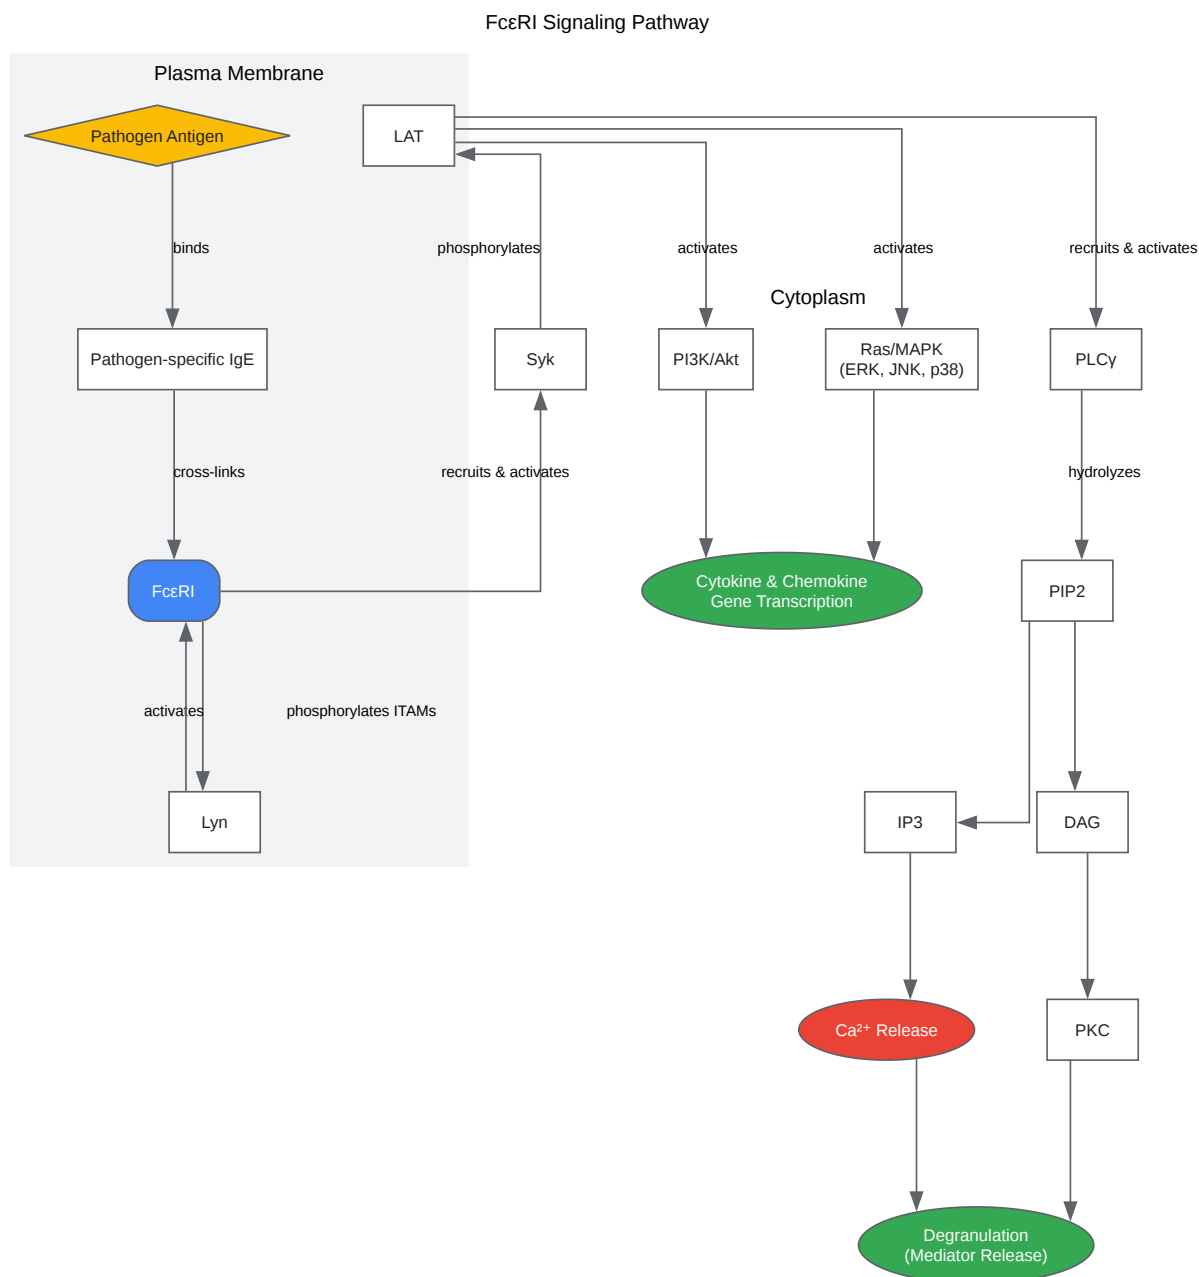 FcεRI Signaling Pathway
Plasma Membrane
Pathogen Antigen
LAT
binds
phosphorylates
activates
activates
recruits & activates
Cytoplasm
Pathogen-specific IgE
Syk
PI3K/Akt
Ras/MAPK
(ERK, JNK, p38)
PLCγ
cross-links
recruits & activates
hydrolyzes
FcεRI
Cytokine & Chemokine
Gene Transcription
PIP2
activates
phosphorylates ITAMs
Lyn
IP3
DAG
Ca²⁺ Release
PKC
Degranulation
(Mediator Release)